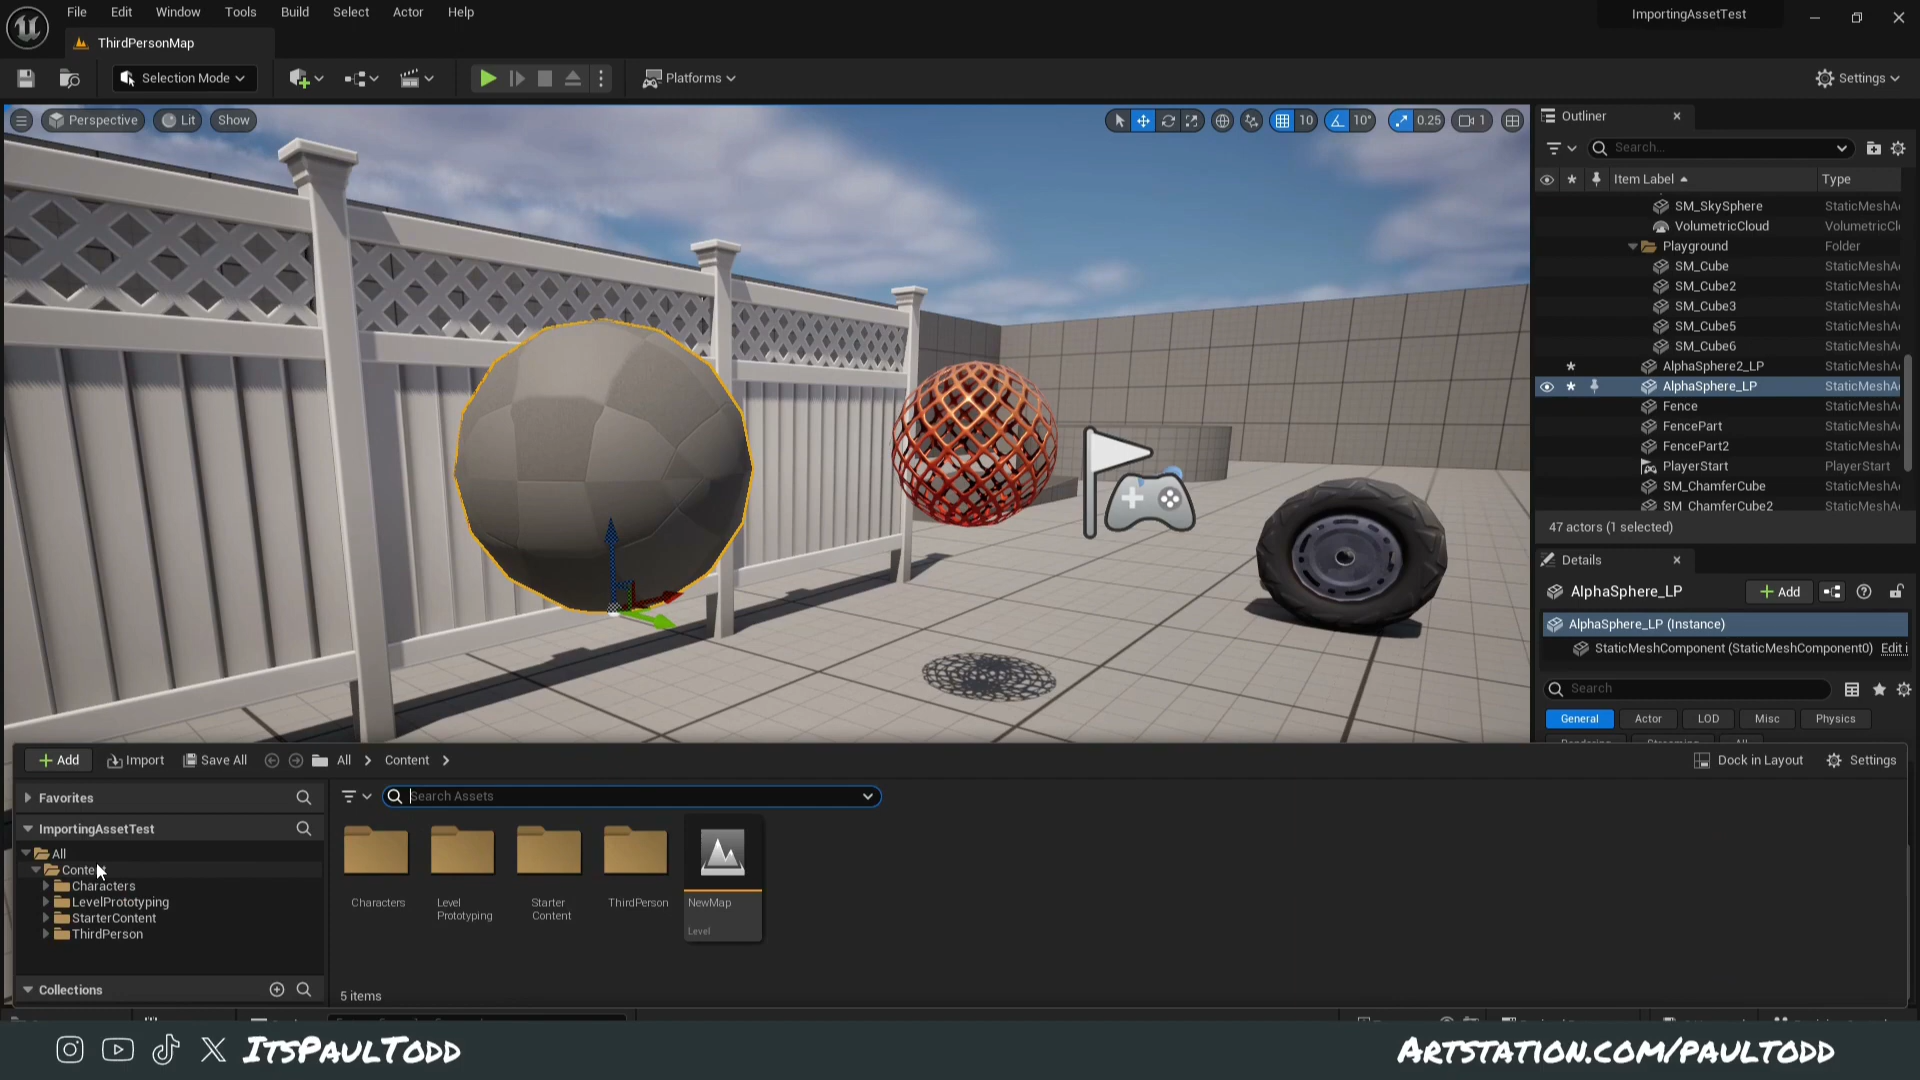 File Edit Window Tools Build Select Actor Help
ImportingAssetTest
ThirdPersonMap
Selection Mode
Platforms
Settings
Perspective Lit Show
10 10° 0.25 1
Outliner
Search...
Item Label Type
SM_SkySphere StaticMeshA
VolumetricCloud VolumetricCl
Playground Folder
SM_Cube StaticMeshA
SM_Cube2 StaticMeshA
SM_Cube3 StaticMeshA
SM_Cube5 StaticMeshA
SM_Cube6 StaticMeshA
AlphaSphere2_LP StaticMeshA
AlphaSphere_LP StaticMeshA
Fence StaticMeshA
FencePart StaticMeshA
FencePart2 StaticMeshA
PlayerStart PlayerStart
SM_ChamferCube StaticMeshA
SM_ChamferCube2 StaticMeshA
47 actors (1 selected)
Details
AlphaSphere_LP
Add
AlphaSphere_LP (Instance)
StaticMeshComponent (StaticMeshComponent0) Edit i
Search
General Actor LOD Misc Physics
Add Import Save All All Content
Dock in Layout Settings
Favorites
Search Assets
ImportingAssetTest
All
Conte
Characters
LevelPrototyping
StarterContent
ThirdPerson
Characters
Level
Prototyping
Starter
Content
ThirdPerson
NewMap
Level
Collections
5 items
ItsPaulTodd
Artstation.com/paultodd